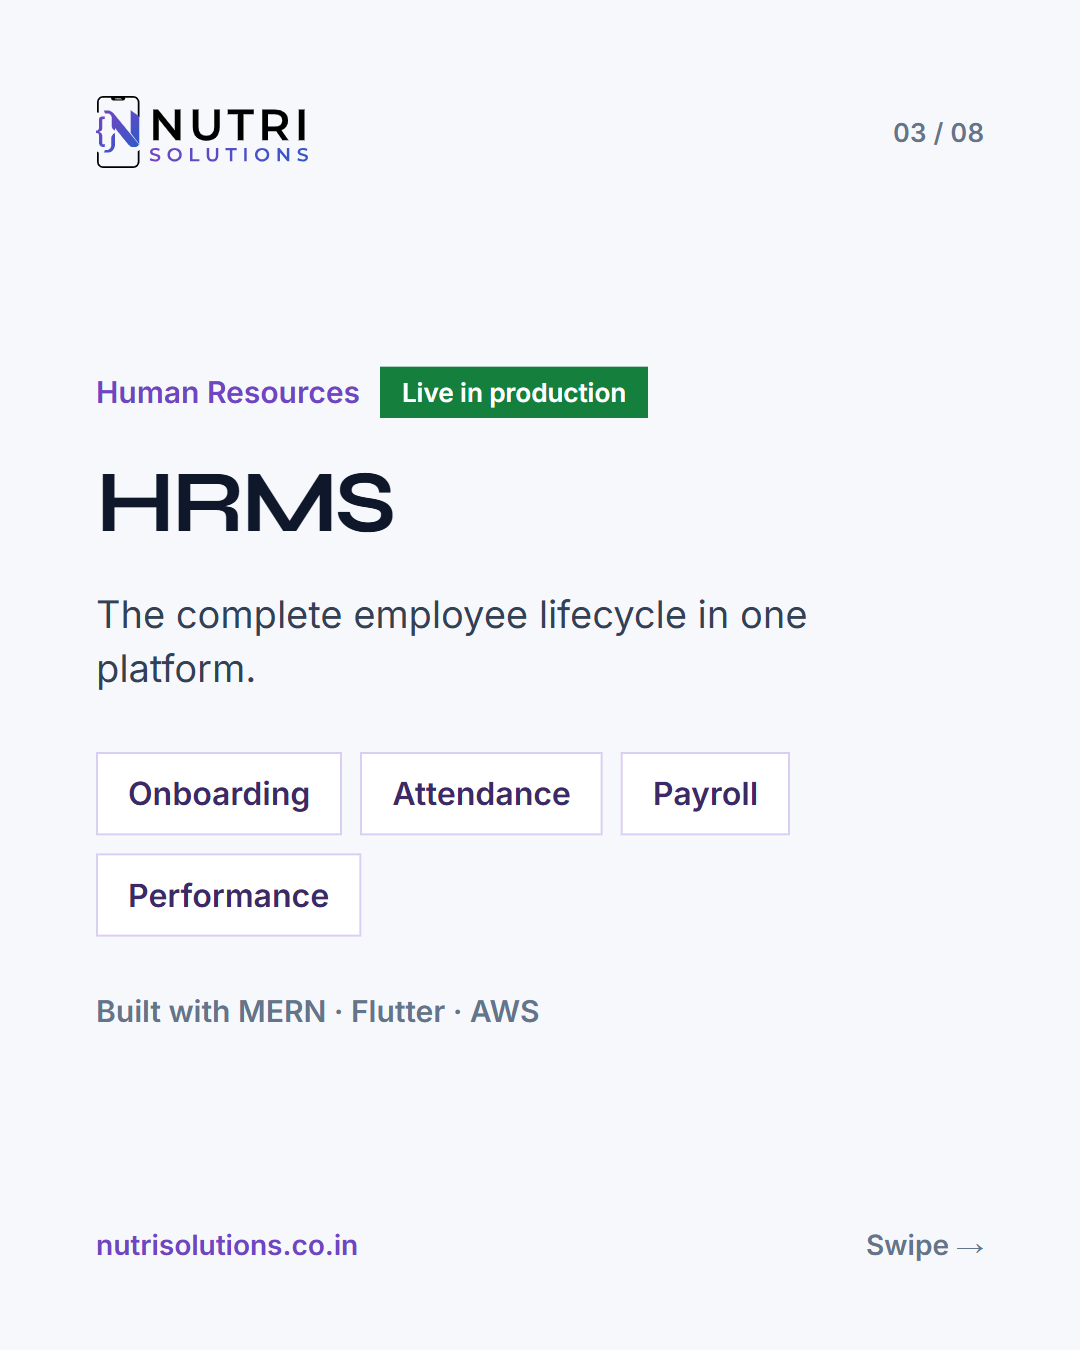 NUTRI
SOLUTIONS
03 / 08
Human Resources
Live in production
HRMS
The complete employee lifecycle in one
platform.
Onboarding
Attendance
Payroll
Performance
Built with MERN · Flutter · AWS
nutrisolutions.co.in
Swipe →